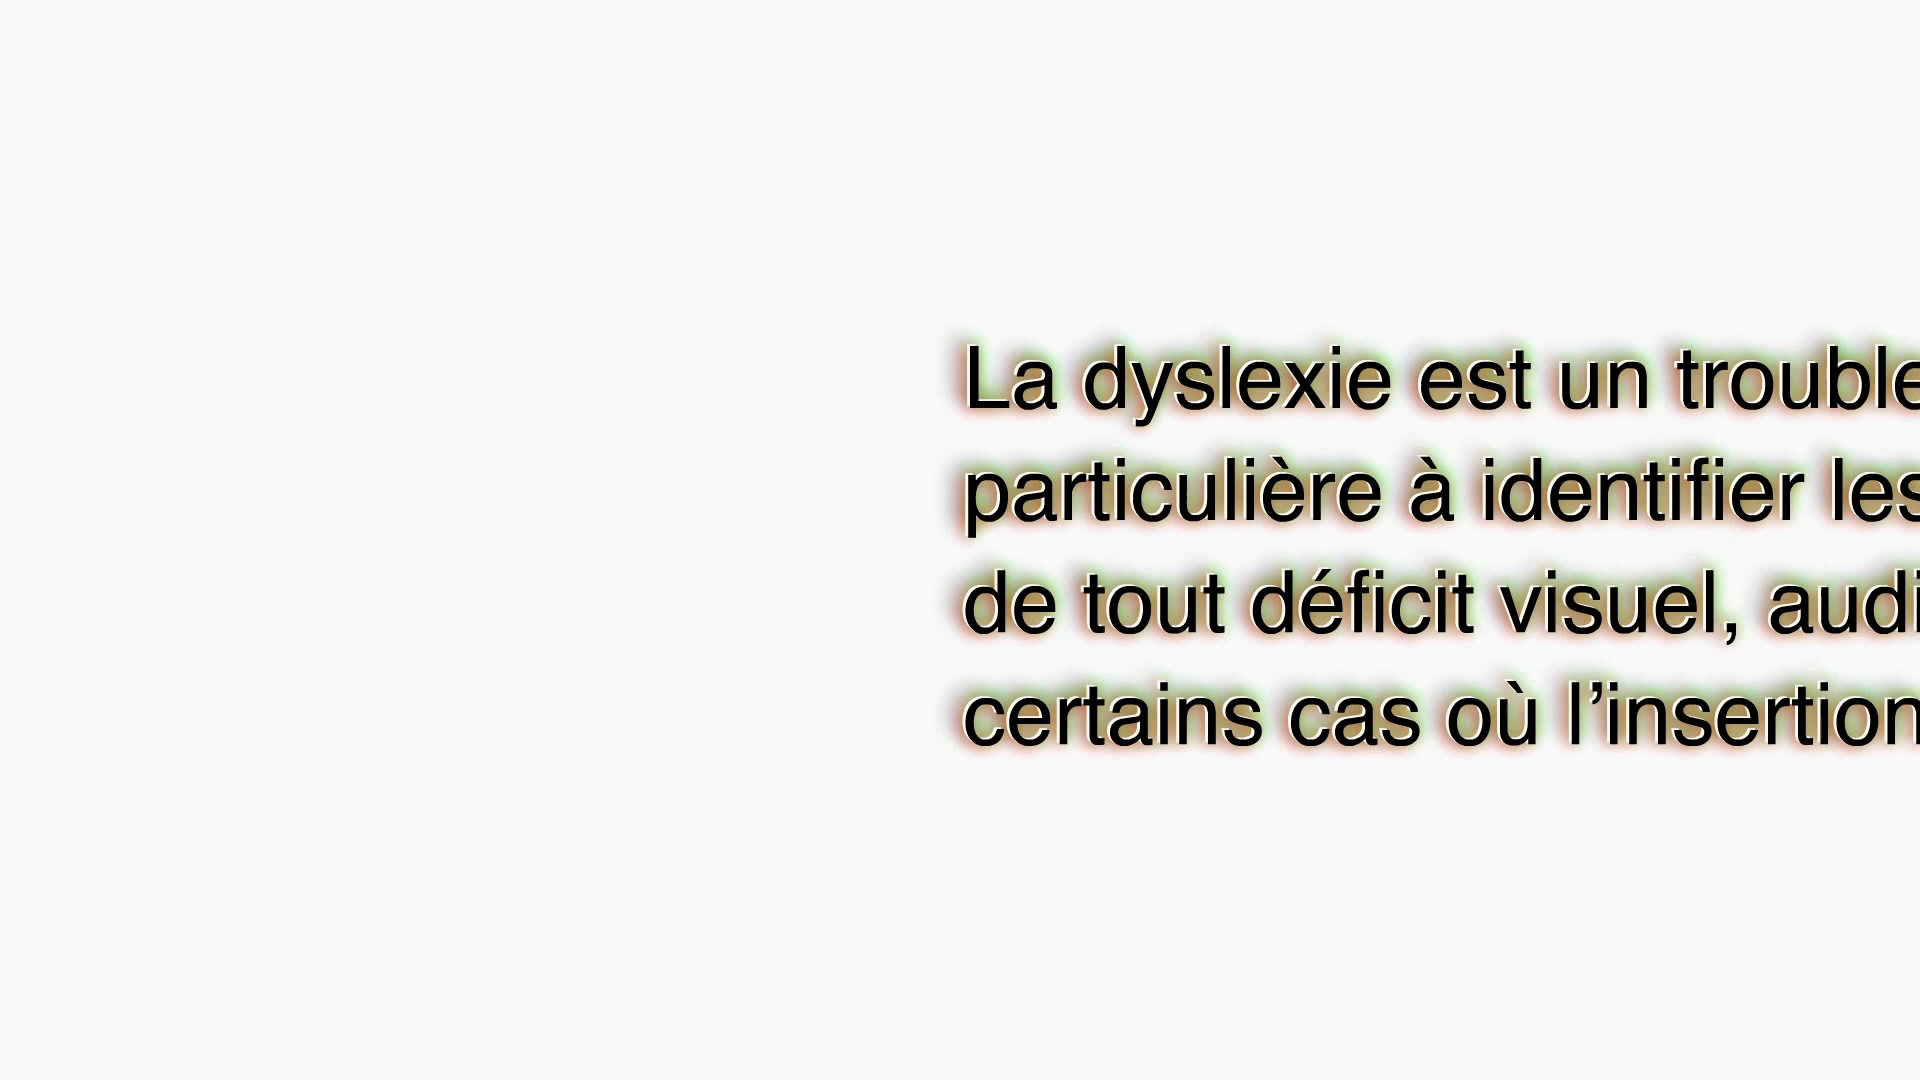 La dyslexie est un trouble
particulière à identifier les
de tout déficit visuel, audi
certains cas où l’insertion